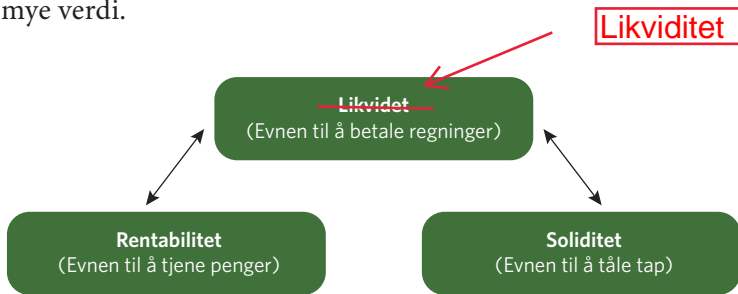 mye verdi.
Likviditet
Likvidet
(Evnen til å betale regninger)
Rentabilitet
(Evnen til å tjene penger)
Soliditet
(Evnen til å tåle tap)